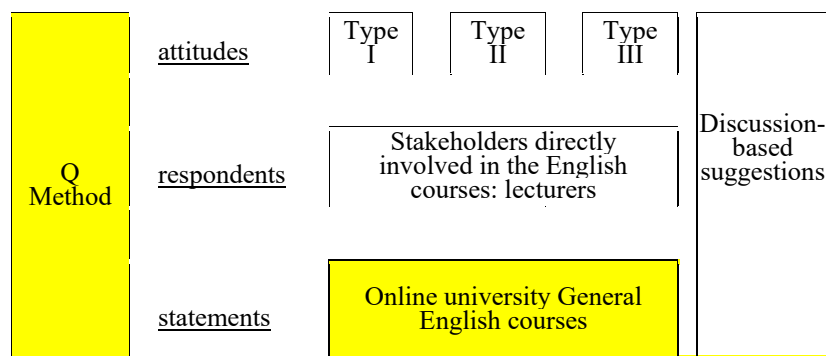 Q
Method
attitudes
Type
I
Type
II
Type
III
respondents
Stakeholders directly
involved in the English
courses: lecturers
statements
Online university General
English courses
Discussion-
based
suggestions